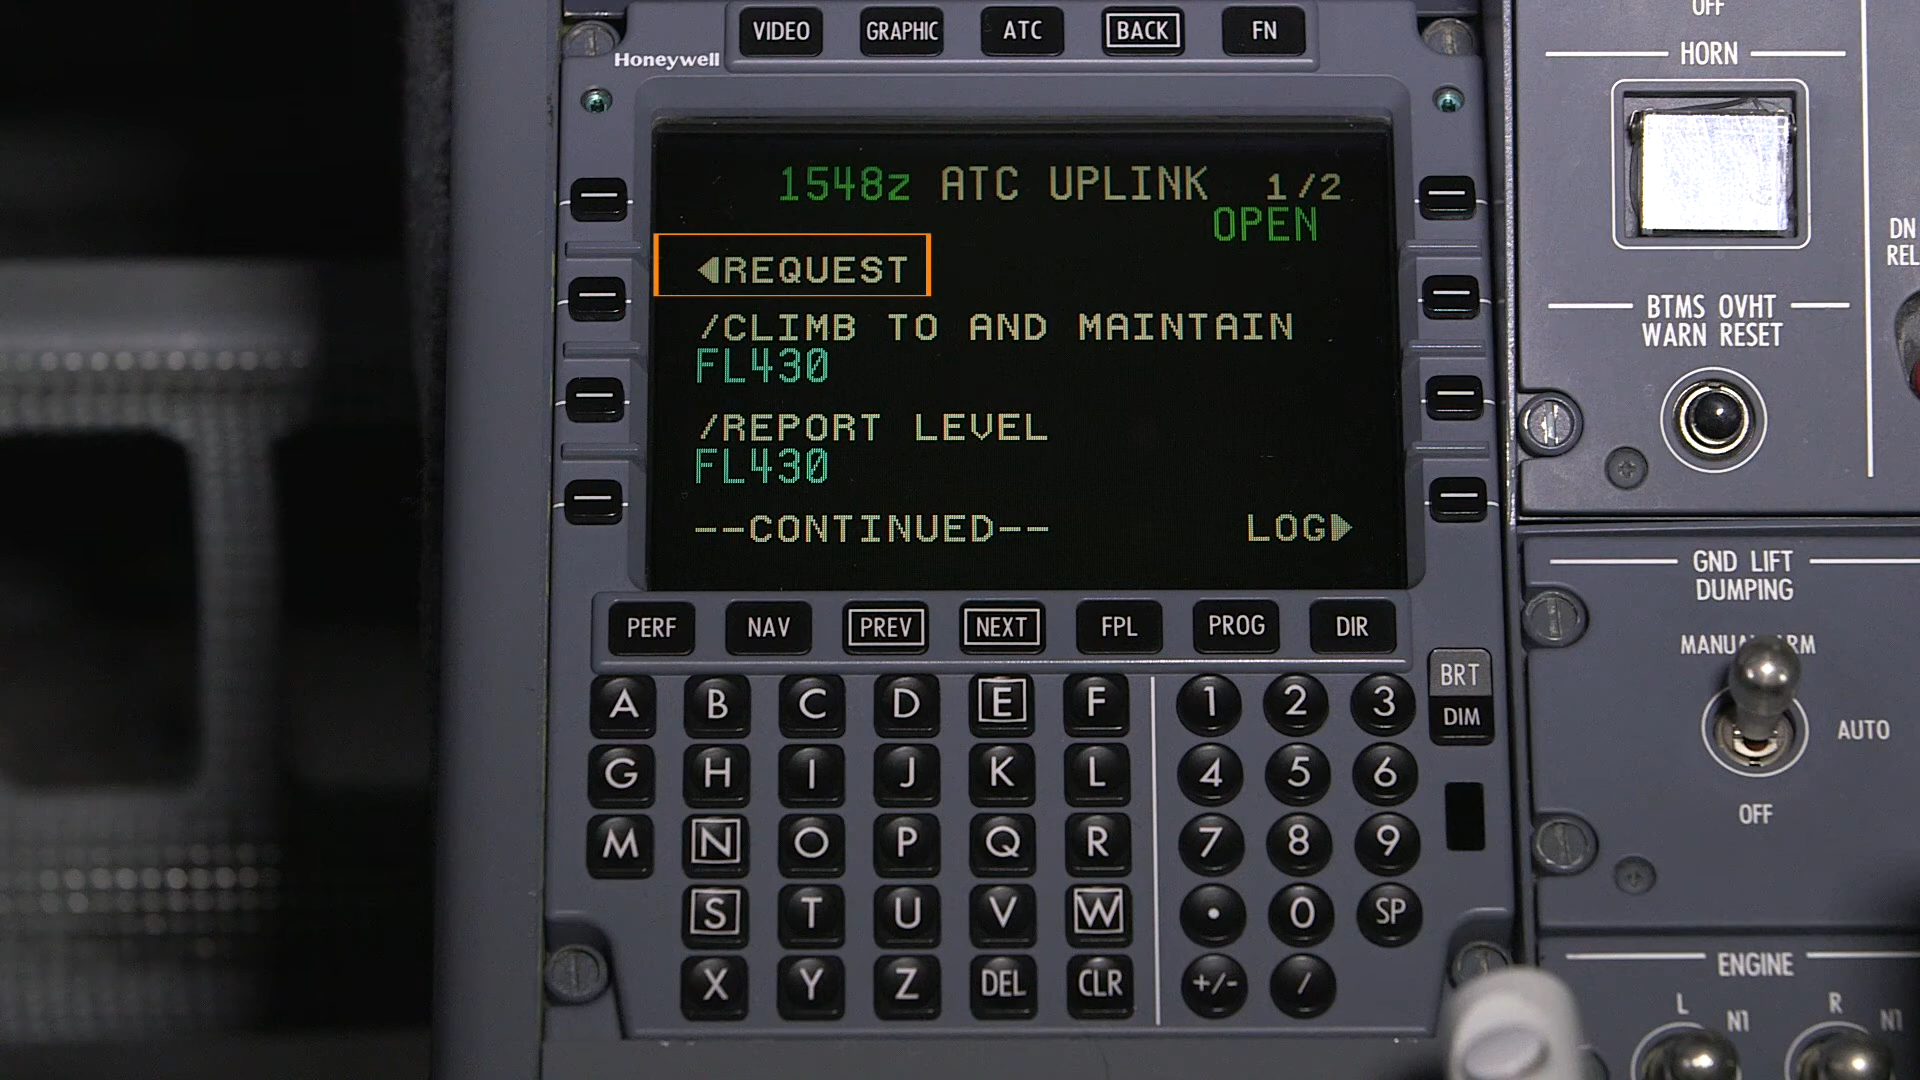 VIDEO GRAPHIC ATC BACK FN
Honeywell
1548z ATC UPLINK 1/2
OPEN
◀REQUEST
/CLIMB TO AND MAINTAIN
FL430
/REPORT LEVEL
FL430
--CONTINUED-- LOG▶
PERF NAV PREV NEXT FPL PROG DIR
BRT
DIM
A B C D E F 1 2 3
G H I J K L 4 5 6
M N O P Q R 7 8 9
S T U V W • 0 SP
X Y Z DEL CLR +/- /
OFF
HORN
DN
REL
BTMS OVHT
WARN RESET
GND LIFT
DUMPING
AUTO
OFF
ENGINE
L N1 R N1